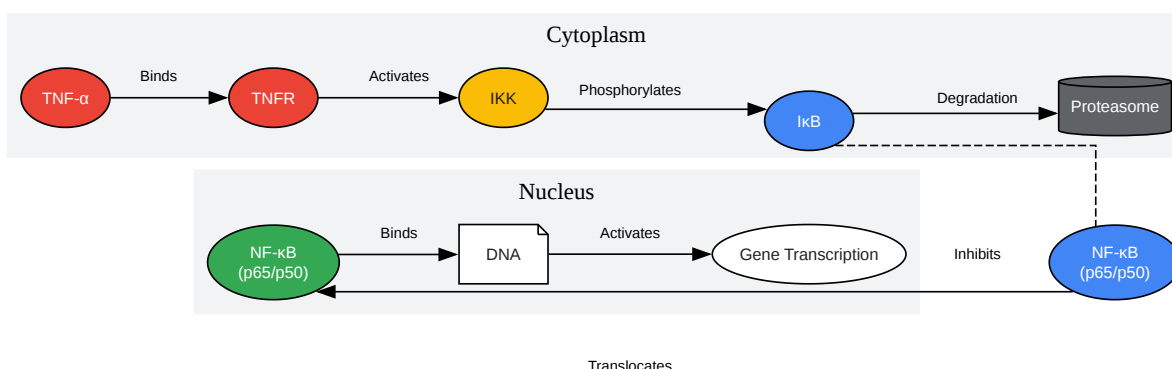 Cytoplasm
TNF-α
Binds
TNFR
Activates
IKK
Phosphorylates
IκB
Degradation
Proteasome
Nucleus
NF-κB
(p65/p50)
Binds
DNA
Activates
Gene Transcription
Inhibits
NF-κB
(p65/p50)
Translocates